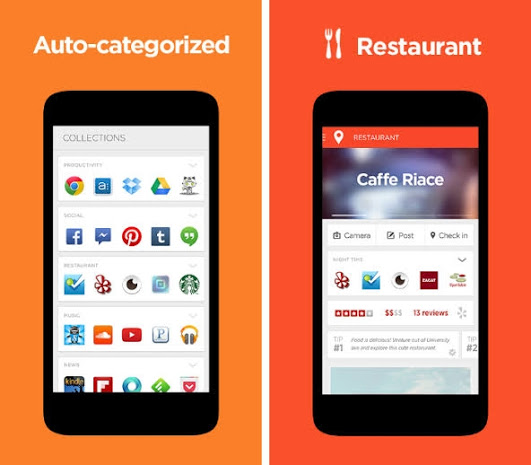 Auto-categorized
COLLECTIONS
PRODUCTIVITY
SOCIAL
RESTAURANT
MUSIC
NEWS
kindle
Restaurant
RESTAURANT
Caffe Riace
Camera
Post
Check in
NIGHT TIME
ZAGAT
$$$$
13 reviews
TIP
#1
Food is delicious! Venture out of University
ave and explore this cafe restaurant.
TIP
#2